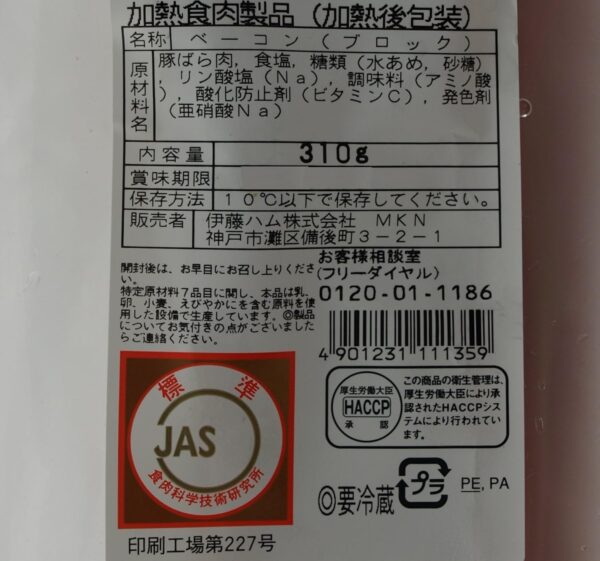 加熱食肉製品（加熱後包装）
名称 ベーコン（ブロック）
原材料名 豚ばら肉，食塩，糖類（水あめ，砂糖）
，リン酸塩（Ｎａ），調味料（アミノ酸
），酸化防止剤（ビタミンＣ），発色剤
（亜硝酸Ｎａ）
内容量 310g
賞味期限
保存方法 １０℃以下で保存してください。
販売者 伊藤ハム株式会社 ＭＫＮ
神戸市灘区備後町３－２－１
開封後は、お早目にお召し上りくださ
い。
特定原材料７品目に関し、本品は乳、
卵、小麦、えびやかにを含む原料を使
用した設備で生産しています。◎製品
についてお気付きの点がございました
らご連絡ください。
お客様相談室
(フリーダイヤル)
0120-01-1186
4 901231 111359
標準
JAS
食肉科学技術研究所
印刷工場第227号
厚生労働大臣
HACCP
承認
この商品の衛生管理は、
厚生労働大臣により承
認されたHACCPシス
テムにより行われていま
す。
◎要冷蔵
プラ
PE, PA